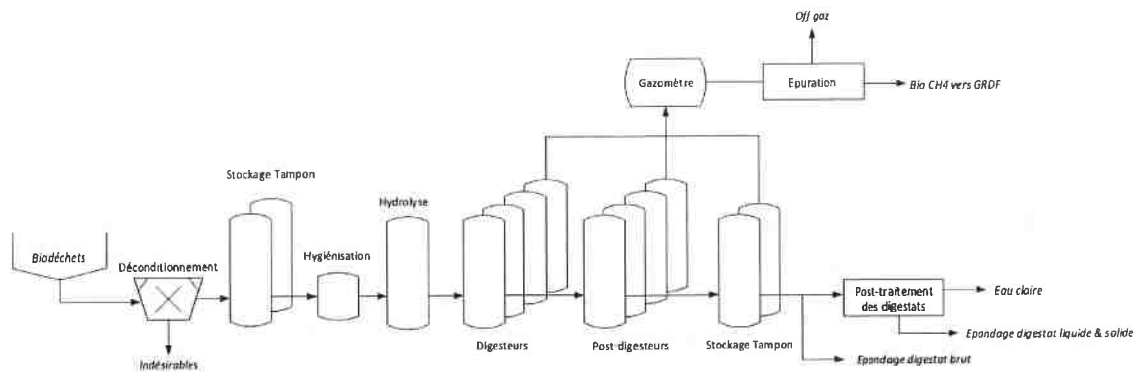 Off gaz
Gazomètre
Epuration
Bio CH4 vers GRDF
Stockage Tampon
Hydrolyse
Biodéchets
Déconditionnement
Hygiénisation
Post-traitement
des digestats
Eau claire
Digesteurs
Post-digesteurs
Stockage Tampon
Epandage digestat liquide & solide
Indésirables
Epandage digestat brut